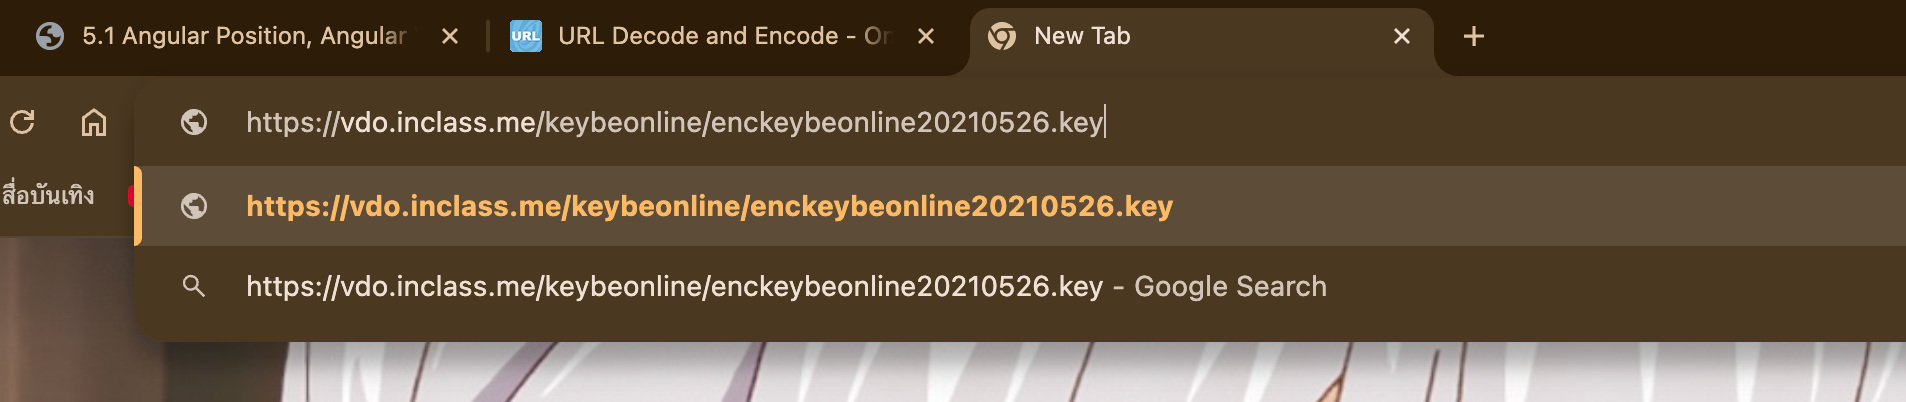 5.1 Angular Position, Angular
URL URL Decode and Encode - On
New Tab
https://vdo.inclass.me/keybeonline/enckeybeonline20210526.key
สื่อบันเทิง
https://vdo.inclass.me/keybeonline/enckeybeonline20210526.key
https://vdo.inclass.me/keybeonline/enckeybeonline20210526.key - Google Search